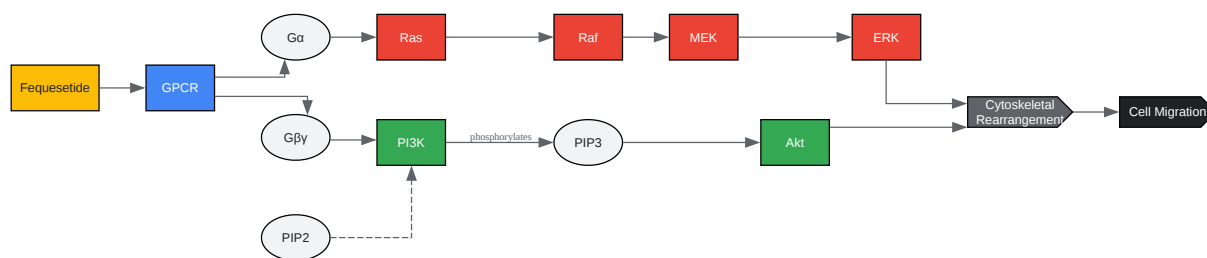 Gα
Ras
Raf
MEK
ERK
Fequesetide
GPCR
Cytoskeletal
Rearrangement
Cell Migration
Gβγ
PI3K
phosphorylates
PIP3
Akt
PIP2